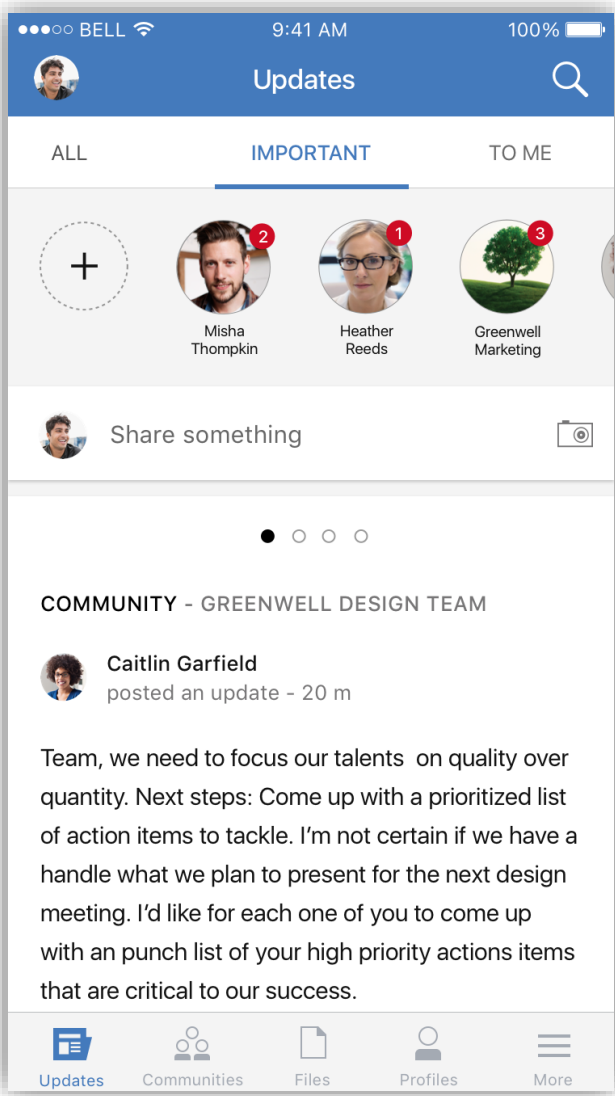 BELL 9:41 AM 100%
Updates
ALL IMPORTANT TO ME
2 1 3
Misha Thompkin
Heather Reeds
Greenwell Marketing
Share something
COMMUNITY - GREENWELL DESIGN TEAM
Caitlin Garfield
posted an update - 20 m
Team, we need to focus our talents  on quality over
quantity. Next steps: Come up with a prioritized list
of action items to tackle. I’m not certain if we have a
handle what we plan to present for the next design
meeting. I’d like for each one of you to come up
with an punch list of your high priority actions items
that are critical to our success.
Updates Communities Files Profiles More